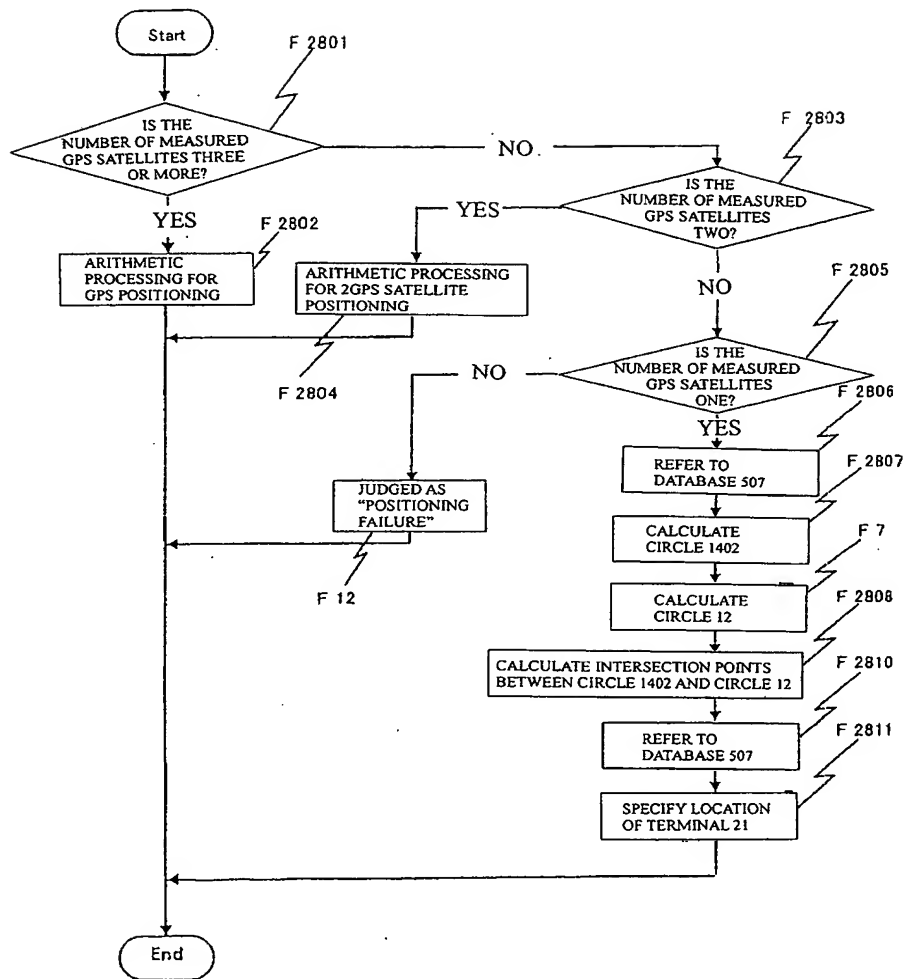 Start
F 2801
IS THE
NUMBER OF MEASURED
GPS SATELLITES THREE
OR MORE?
NO
F 2803
IS THE
NUMBER OF MEASURED
GPS SATELLITES
TWO?
YES
YES
F 2802
ARITHMETIC
PROCESSING FOR
GPS POSITIONING
ARITHMETIC PROCESSING
FOR 2GPS SATELLITE
POSITIONING
F 2804
NO
F 2805
IS THE
NUMBER OF MEASURED
GPS SATELLITES
ONE?
NO
YES
F 2806
REFER TO
DATABASE 507
F 2807
JUDGED AS
"POSITIONING
FAILURE"
F 12
CALCULATE
CIRCLE 1402
F 7
CALCULATE
CIRCLE 12
F 2808
CALCULATE INTERSECTION POINTS
BETWEEN CIRCLE 1402 AND CIRCLE 12
F 2810
REFER TO
DATABASE 507
F 2811
SPECIFY LOCATION
OF TERMINAL 21
End